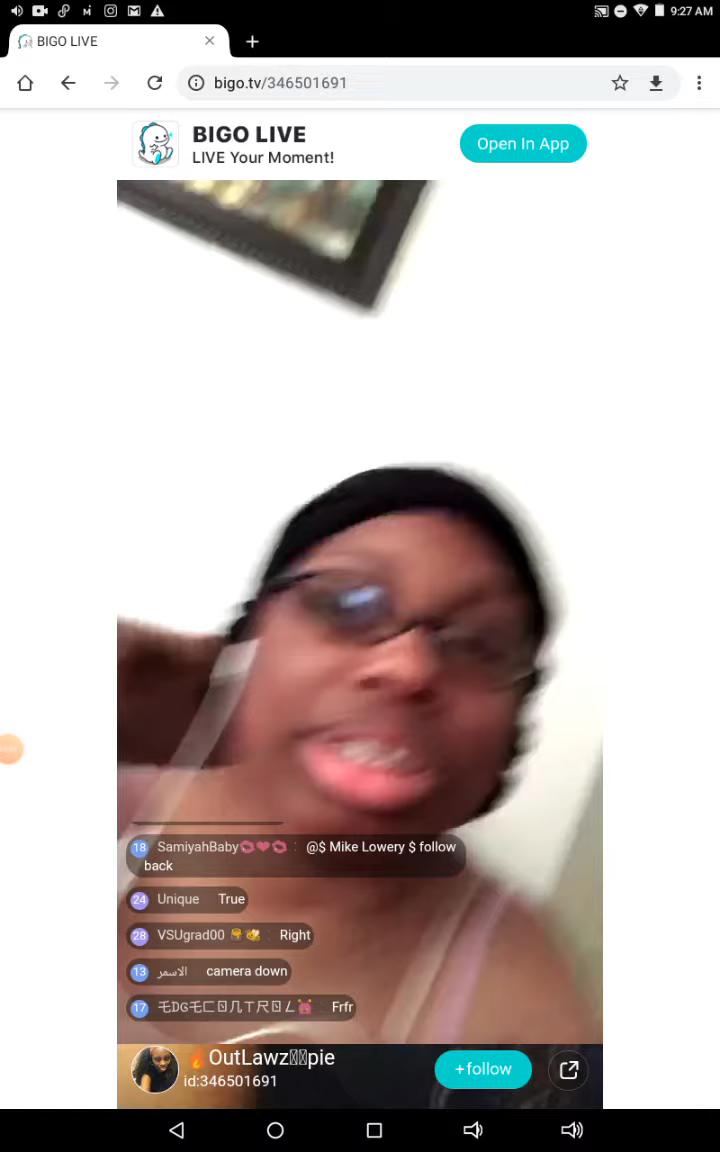 9:27 AM
BIGO LIVE
bigo.tv/346501691
BIGO LIVE
LIVE Your Moment!
Open In App
18 SamiyahBaby💋❤💋 : @$ Mike Lowery $ follow
back
24 Unique True
28 VSUgrad00 : Right
13 الاسمر camera down
17 : Frfr
🔥OutLawz pie
id:346501691
+follow